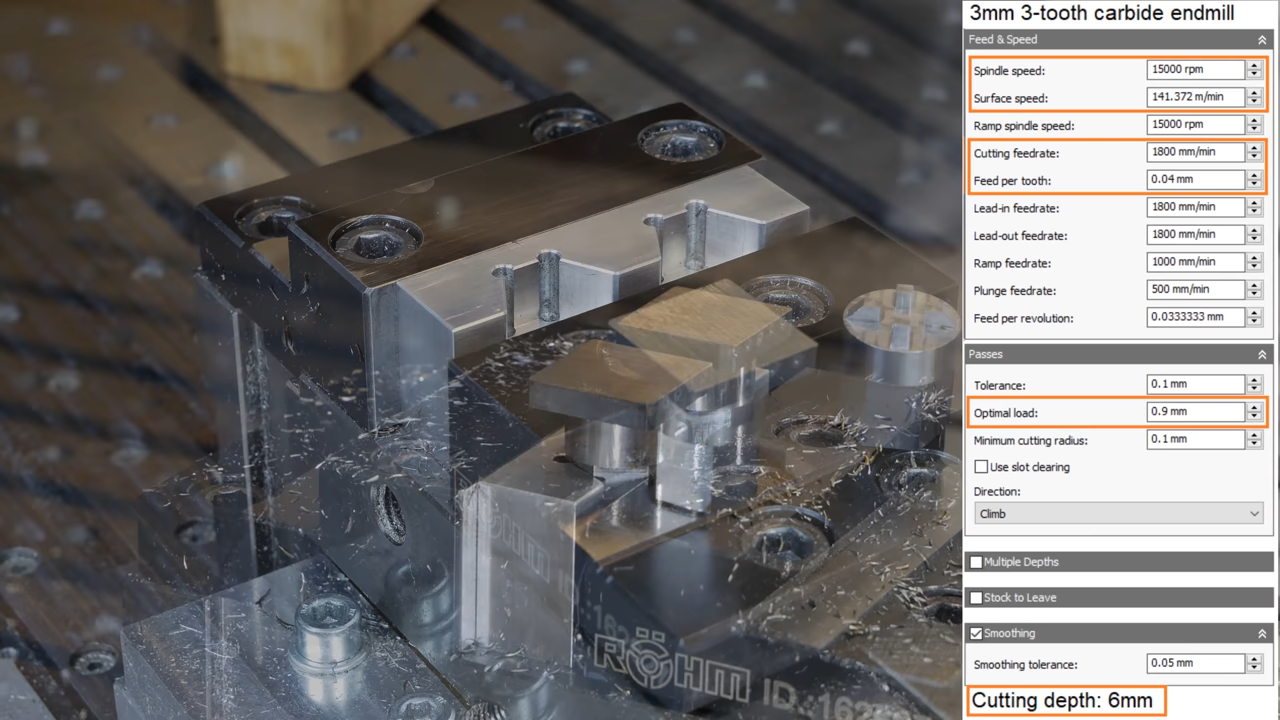 3mm 3-tooth carbide endmill
Feed & Speed
Spindle speed: 15000 rpm
Surface speed: 141.372 m/min
Ramp spindle speed: 15000 rpm
Cutting feedrate: 1800 mm/min
Feed per tooth: 0.04 mm
Lead-in feedrate: 1800 mm/min
Lead-out feedrate: 1800 mm/min
Ramp feedrate: 1000 mm/min
Plunge feedrate: 500 mm/min
Feed per revolution: 0.0333333 mm
Passes
Tolerance: 0.1 mm
Optimal load: 0.9 mm
Minimum cutting radius: 0.1 mm
Use slot clearing
Direction:
Climb
Multiple Depths
Stock to Leave
Smoothing
Smoothing tolerance: 0.05 mm
Cutting depth: 6mm
RÖHM ID.: